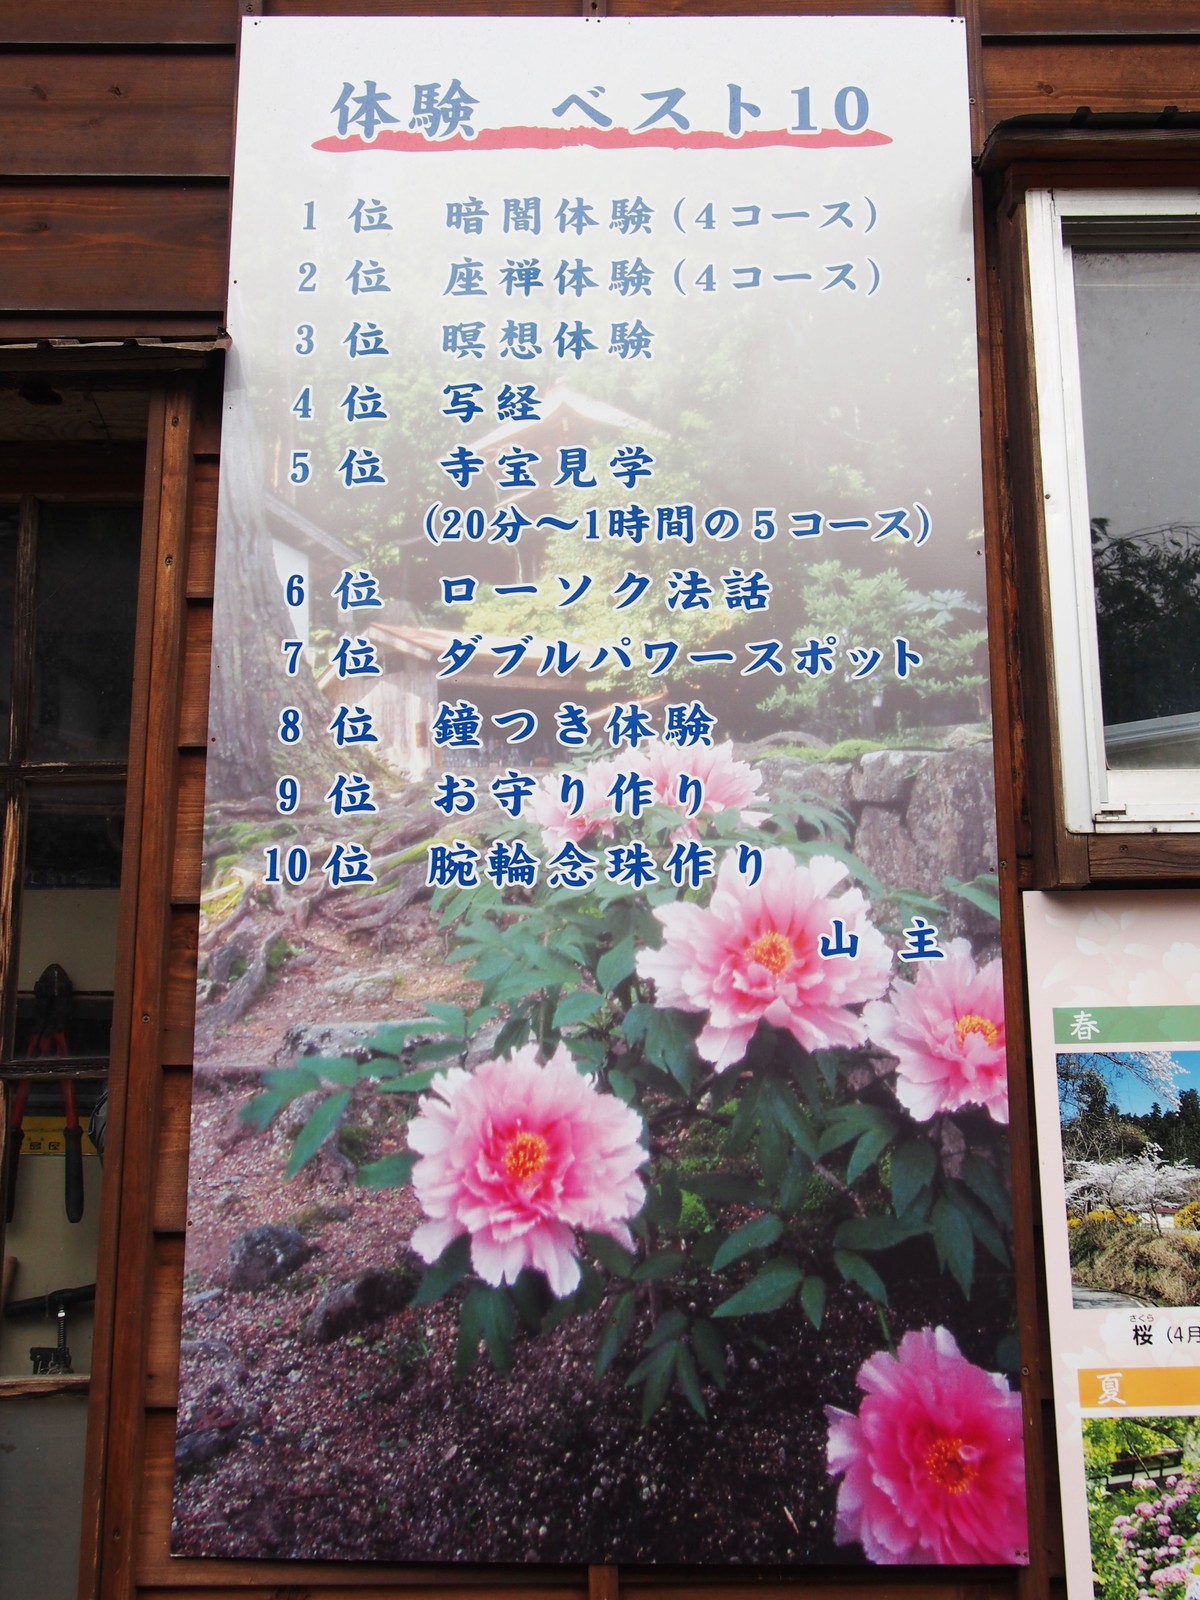 体験 ベスト10
1位 暗闇体験(4コース)
2位 座禅体験(4コース)
3位 瞑想体験
4位 写経
5位 寺宝見学
(20分〜1時間の5コース)
6位 ローソク法話
7位 ダブルパワースポット
8位 鐘つき体験
9位 お守り作り
10位 腕輪念珠作り
山主
春
さくら
桜(4月
夏